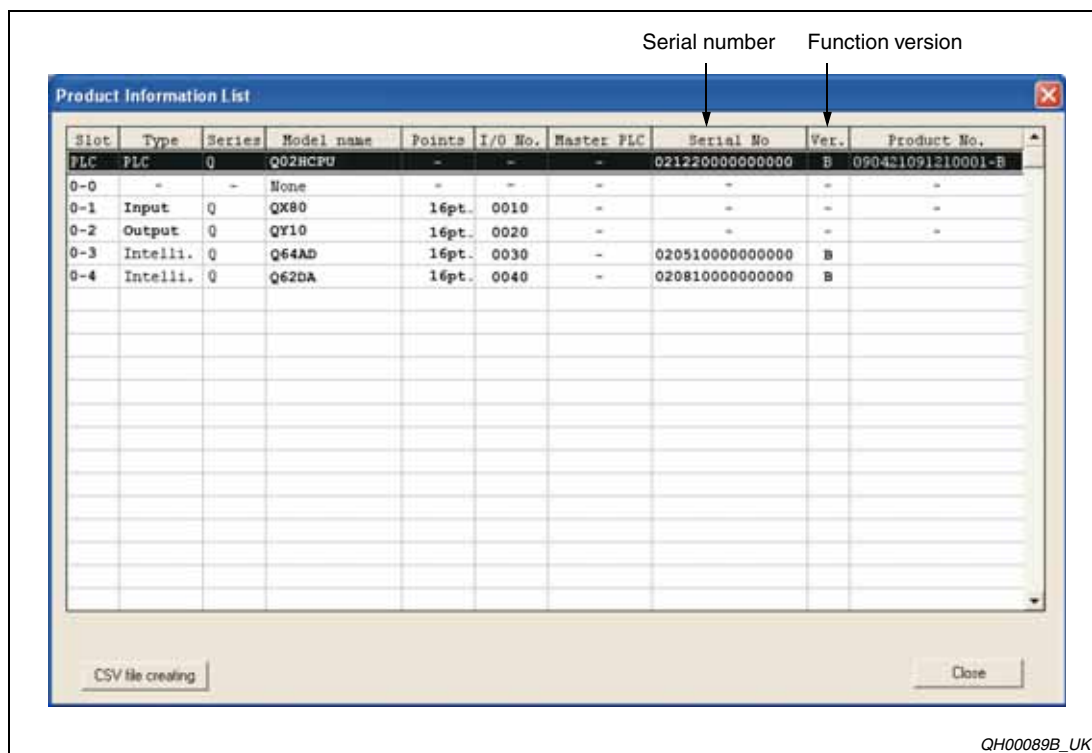 Serial number Function version
Product Information List
Slot Type Series Model name Points I/O No. Master PLC Serial No Ver. Product No.
PLC PLC Q Q02HCPU - - - 021220000000000 B 090421091210001-B
0-0 - - None - - - - - -
0-1 Input Q QX80 16pt. 0010 - - - -
0-2 Output Q QY10 16pt. 0020 - - - -
0-3 Intelli. Q Q64AD 16pt. 0030 - 020510000000000 B
0-4 Intelli. Q Q62DA 16pt. 0040 - 020810000000000 B
CSV file creating Close
QH00089B_UK